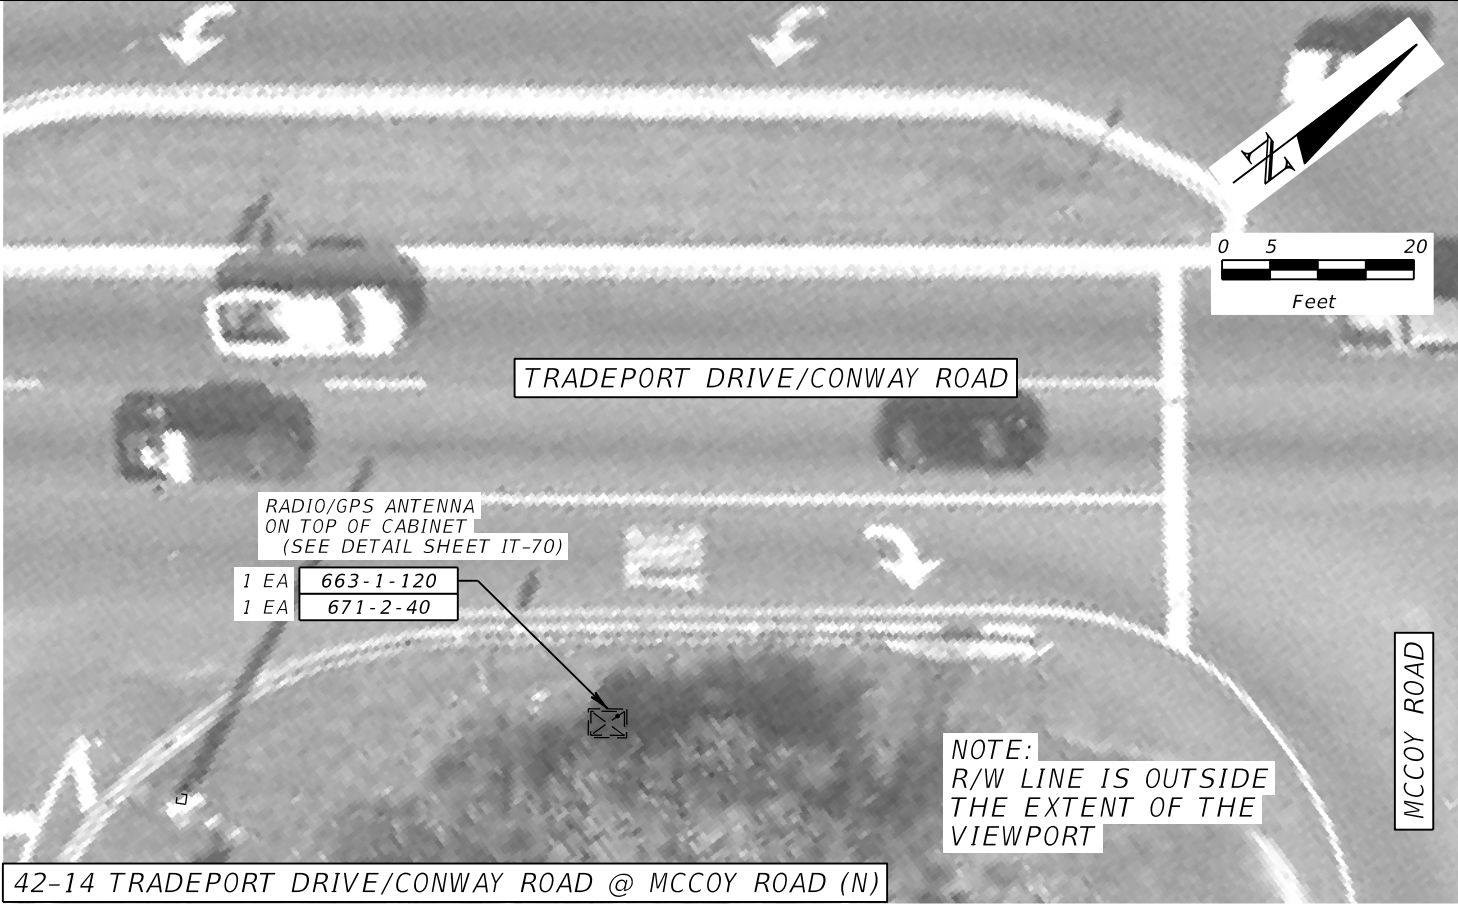 N
0 5 20
Feet
TRADEPORT DRIVE/CONWAY ROAD
RADIO/GPS ANTENNA
ON TOP OF CABINET
(SEE DETAIL SHEET IT-70)
1 EA 663-1-120
1 EA 671-2-40
NOTE:
R/W LINE IS OUTSIDE
THE EXTENT OF THE
VIEWPORT
MCCOY ROAD
42-14 TRADEPORT DRIVE/CONWAY ROAD @ MCCOY ROAD (N)